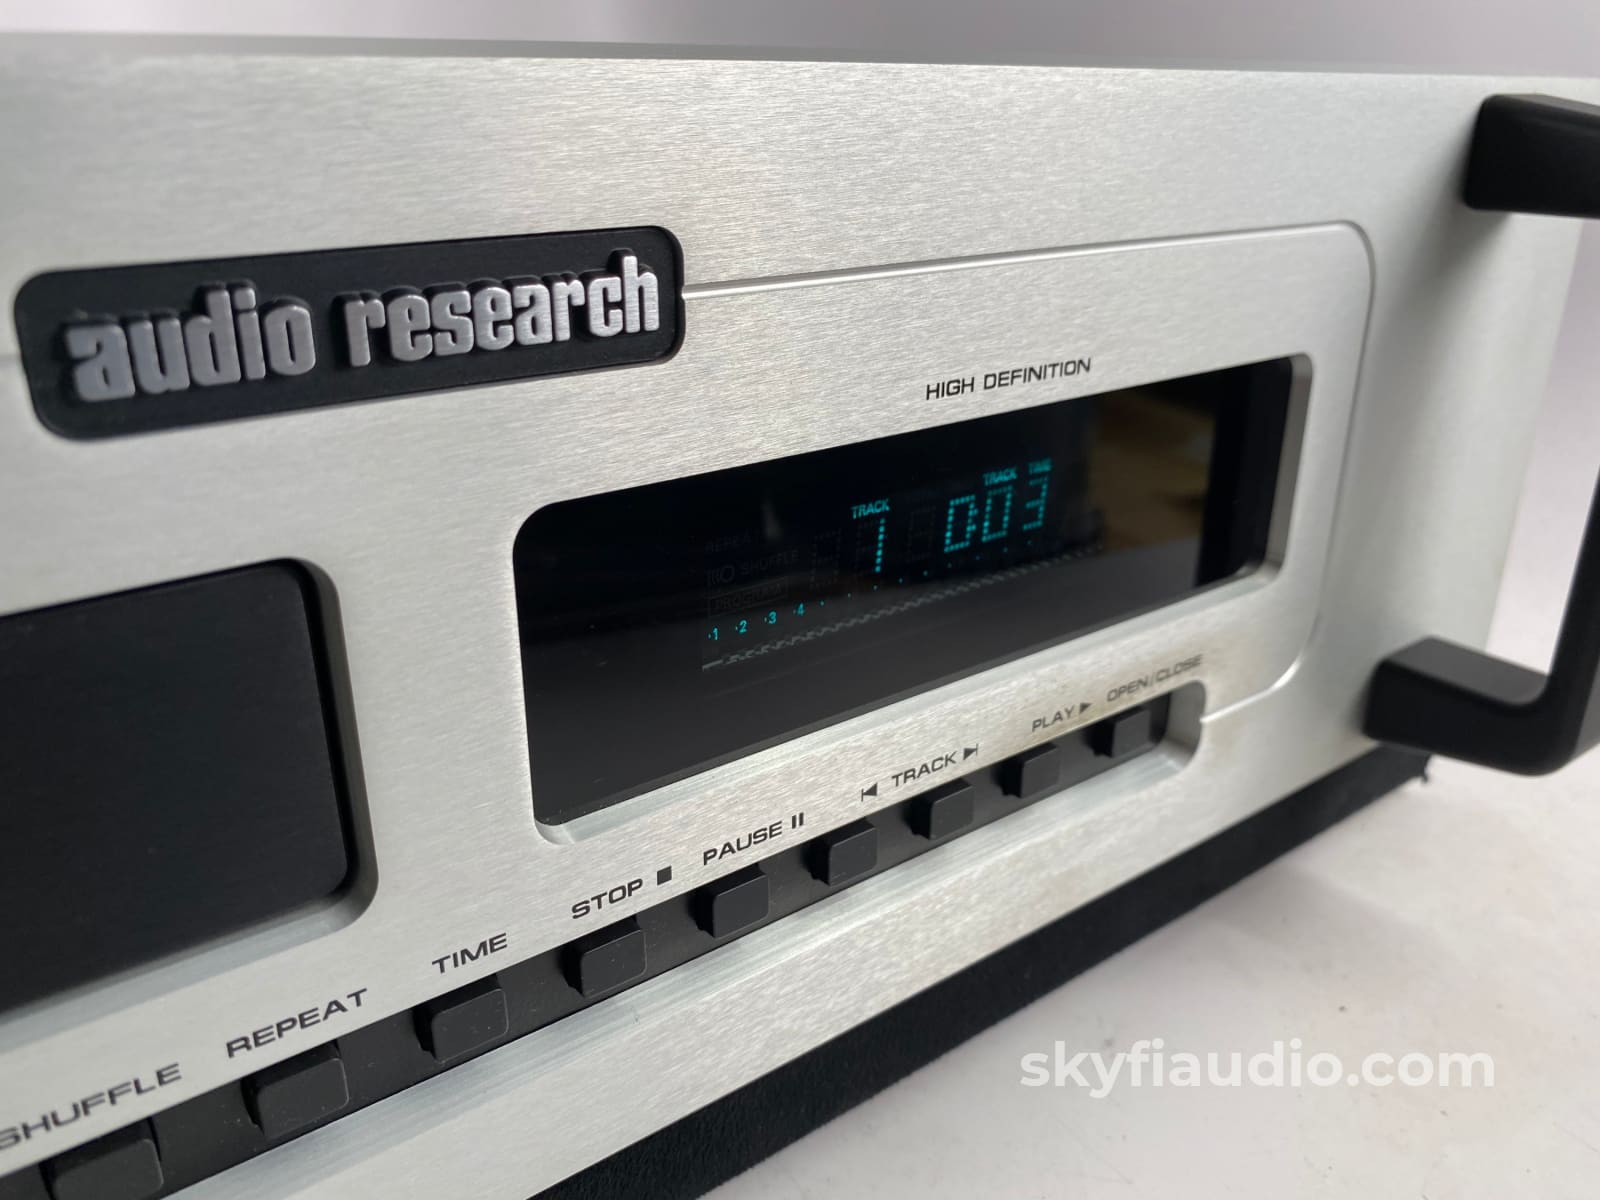 audio research
HIGH DEFINITION
TRACK TRACK TIME
1 0:03
REPEAT
SHUFFLE
PROGRAM
1 2 3 4
OPEN/CLOSE
PLAY ▶
|◀ TRACK ▶|
PAUSE II
STOP ■
TIME
REPEAT
SHUFFLE
skyfiaudio.com